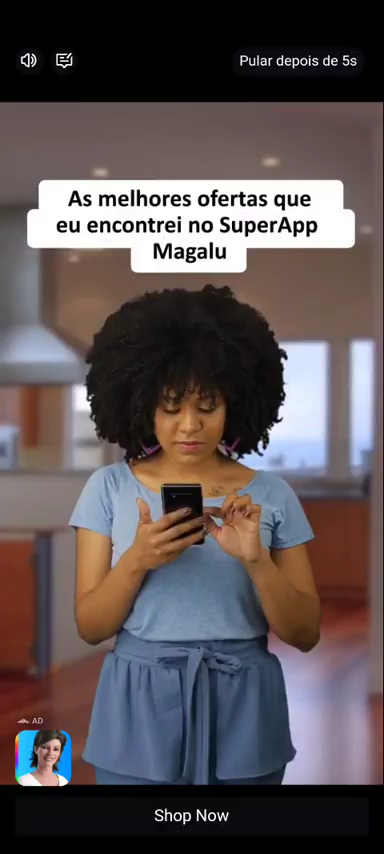 Pular depois de 5s
As melhores ofertas que
eu encontrei no SuperApp
Magalu
AD
Shop Now